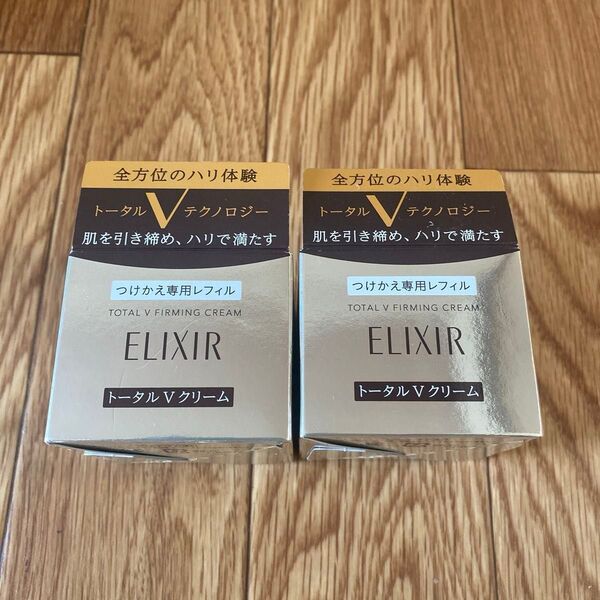 全方位のハリ体験
トータルVテクノロジー
肌を引き締め、ハリで満たす
つけかえ専用レフィル
TOTAL V FIRMING CREAM
ELIXIR
トータルVクリーム
全方位のハリ体験
トータルVテクノロジー
肌を引き締め、ハリで満たす
つけかえ専用レフィル
TOTAL V FIRMING CREAM
ELIXIR
トータルVクリーム